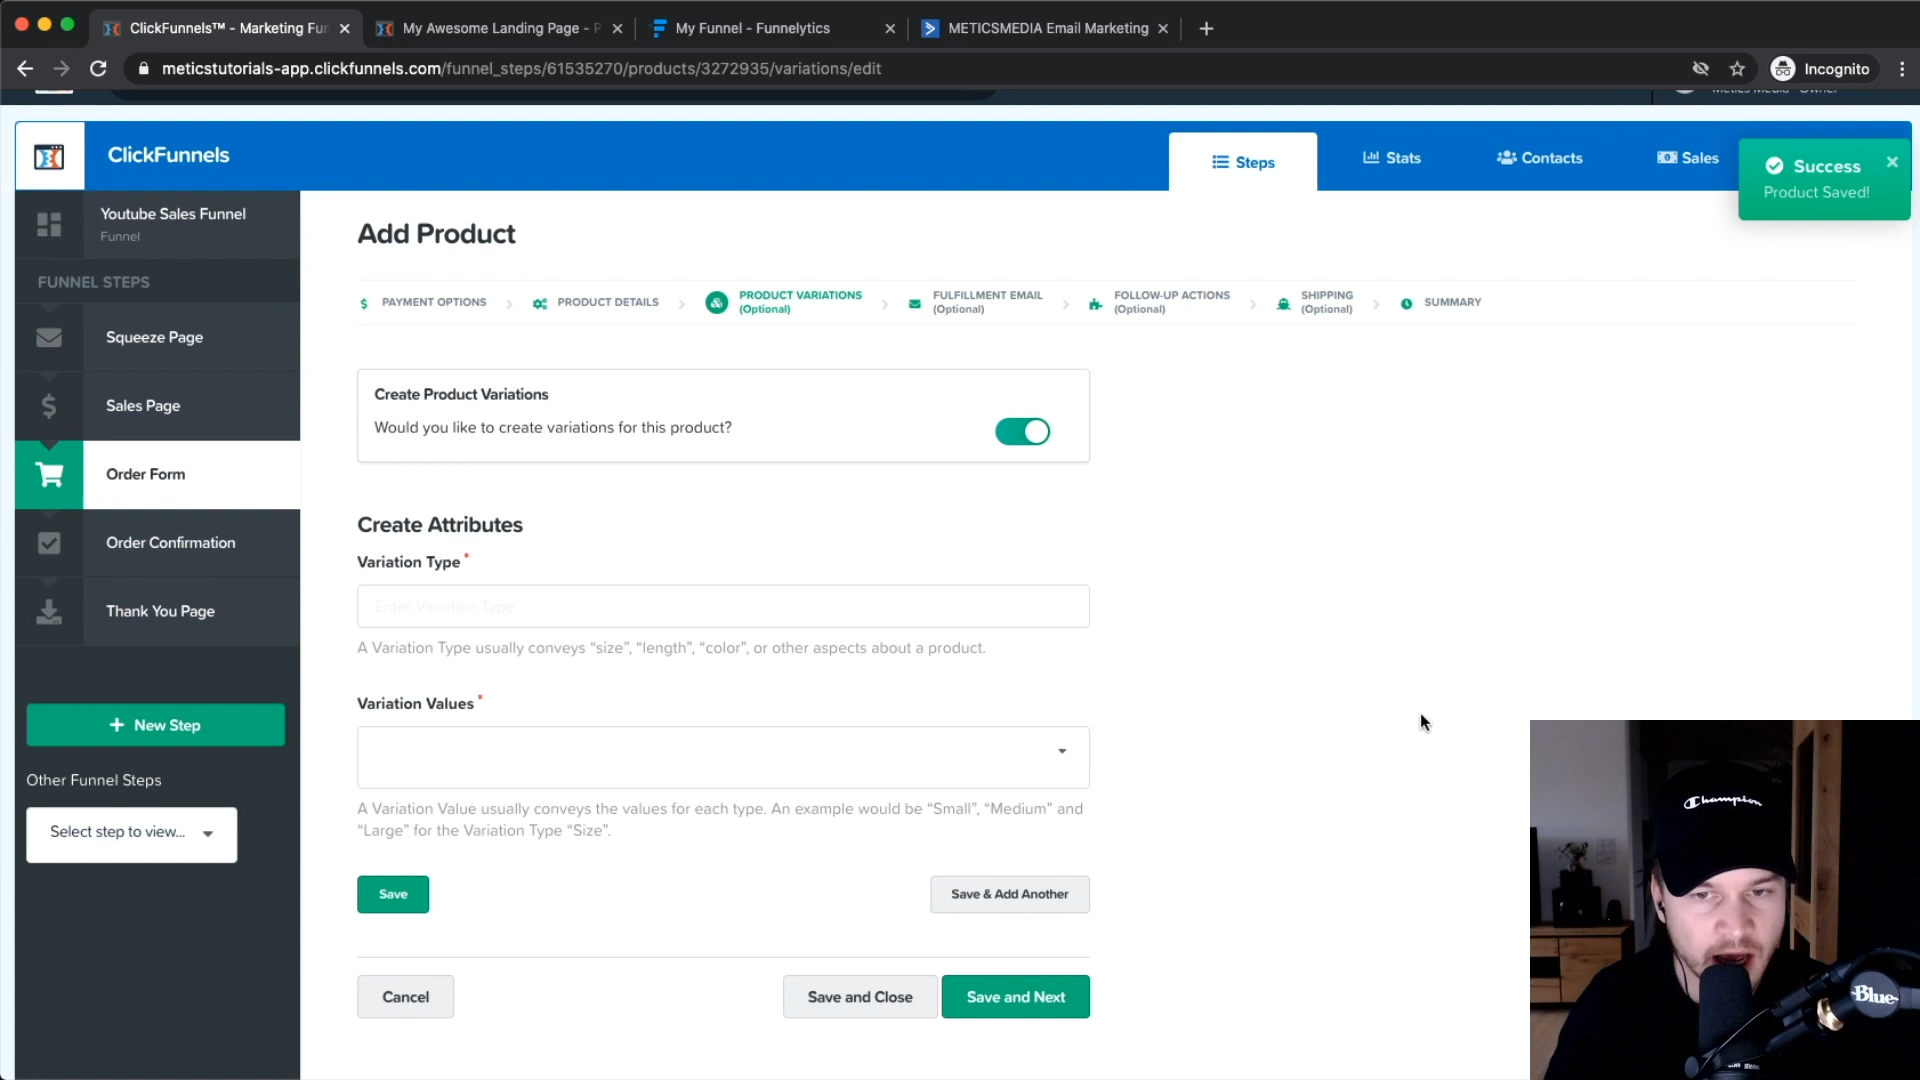 ClickFunnels™ - Marketing Fun
My Awesome Landing Page - P
My Funnel - Funnelytics
METICSMEDIA Email Marketing
meticstutorials-app.clickfunnels.com/funnel_steps/61535270/products/3272935/variations/edit
Incognito
ClickFunnels
Steps
Stats
Contacts
Sales
Success
Product Saved!
Youtube Sales Funnel
Funnel
FUNNEL STEPS
Squeeze Page
Sales Page
Order Form
Order Confirmation
Thank You Page
+ New Step
Other Funnel Steps
Select step to view...
Add Product
PAYMENT OPTIONS
PRODUCT DETAILS
PRODUCT VARIATIONS
(Optional)
FULFILLMENT EMAIL
(Optional)
FOLLOW-UP ACTIONS
(Optional)
SHIPPING
(Optional)
SUMMARY
Create Product Variations
Would you like to create variations for this product?
Create Attributes
Variation Type *
Enter Variation Type
A Variation Type usually conveys “size”, “length”, “color”, or other aspects about a product.
Variation Values *
A Variation Value usually conveys the values for each type. An example would be “Small”, “Medium” and
“Large” for the Variation Type “Size”.
Save
Save & Add Another
Cancel
Save and Close
Save and Next
Champion
Blue